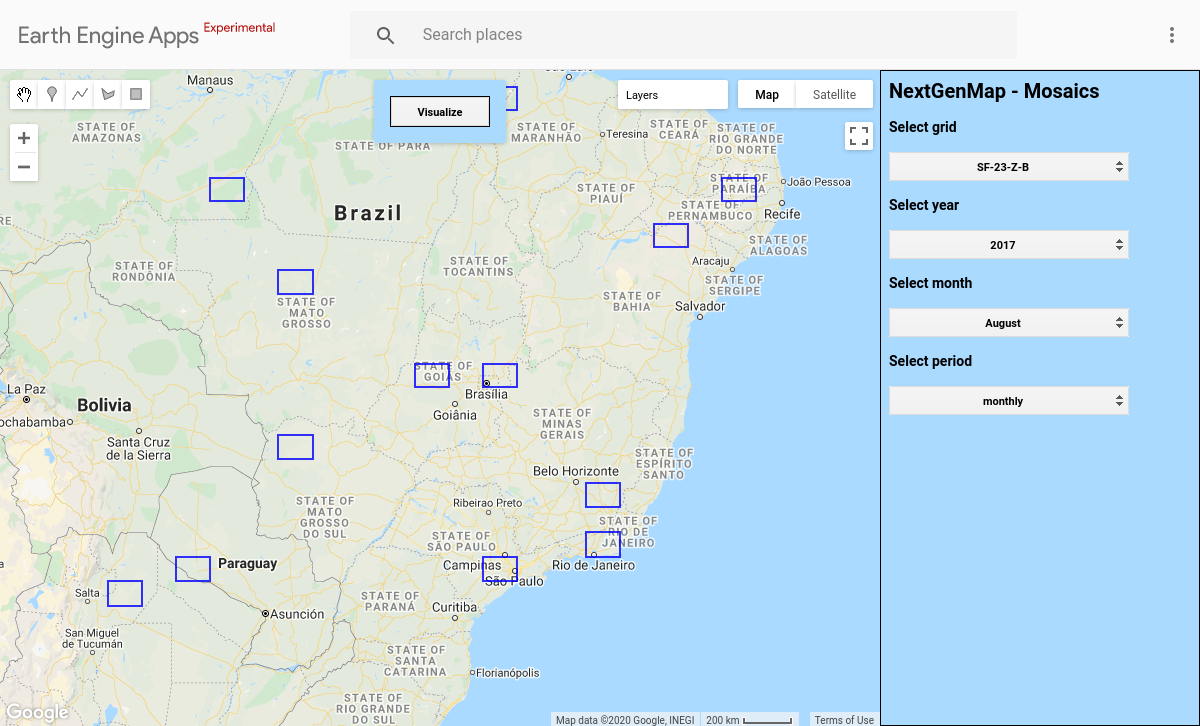 Earth Engine Apps Experimental
Search places
Visualize
Layers
Map
Satellite
Manaus
STATE OF
AMAZONAS
STATE OF PARÁ
STATE OF
MARANHÃO
Teresina
STATE OF
CEARÁ
STATE OF
RIO GRANDE
DO NORTE
STATE OF
PARAÍBA
João Pessoa
STATE OF
PIAUÍ
STATE OF
PERNAMBUCO
Recife
Brazil
STATE OF
ALAGOAS
Aracaju
STATE OF
SERGIPE
STATE OF
RONDÔNIA
STATE OF
TOCANTINS
STATE OF
MATO
GROSSO
STATE OF
BAHIA
Salvador
STATE OF
GOIÁS
Brasília
Goiânia
La Paz
Bolivia
ochabamba
Santa Cruz
de la Sierra
STATE OF
MINAS
GERAIS
STATE OF
ESPÍRITO
SANTO
Belo Horizonte
Ribeirao Preto
STATE OF
MATO
GROSSO
DO SUL
STATE OF
RIO DE
JANEIRO
STATE OF
SÃO PAULO
Campinas
Rio de Janeiro
São Paulo
Paraguay
Salta
STATE OF
PARANÁ
Curitiba
Asunción
San Miguel
de Tucumán
STATE OF
SANTA
CATARINA
Florianópolis
STATE OF
RIO GRANDE
DO SUL
Google
Map data ©2020 Google, INEGI
200 km
Terms of Use
NextGenMap - Mosaics
Select grid
SF-23-Z-B
Select year
2017
Select month
August
Select period
monthly